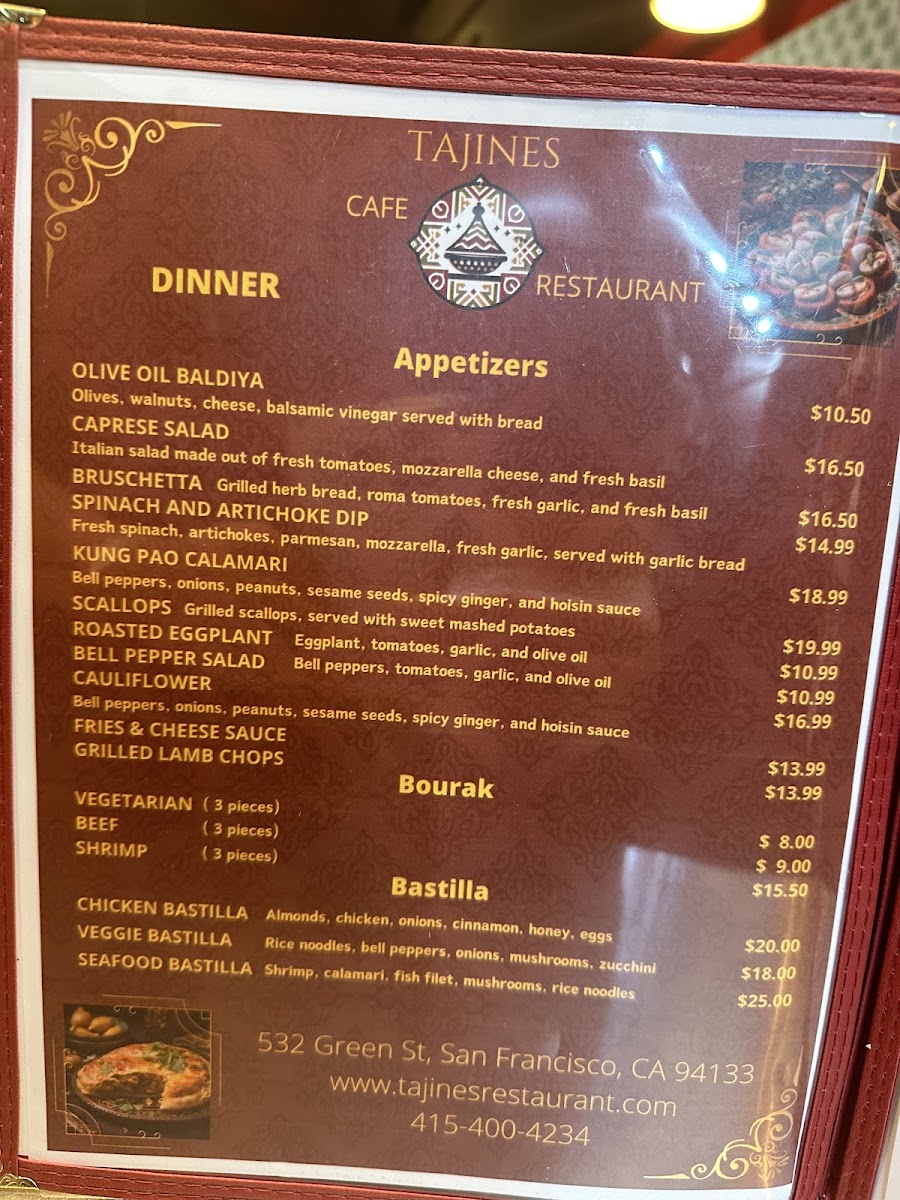 TAJINES
CAFE
RESTAURANT
DINNER
Appetizers
OLIVE OIL BALDIYA
Olives, walnuts, cheese, balsamic vinegar served with bread $10.50
CAPRESE SALAD
Italian salad made out of fresh tomatoes, mozzarella cheese, and fresh basil $16.50
BRUSCHETTA Grilled herb bread, roma tomatoes, fresh garlic, and fresh basil $16.50
SPINACH AND ARTICHOKE DIP $14.99
Fresh spinach, artichokes, parmesan, mozzarella, fresh garlic, served with garlic bread
KUNG PAO CALAMARI $18.99
Bell peppers, onions, peanuts, sesame seeds, spicy ginger, and hoisin sauce
SCALLOPS Grilled scallops, served with sweet mashed potatoes $19.99
ROASTED EGGPLANT Eggplant, tomatoes, garlic, and olive oil $10.99
BELL PEPPER SALAD Bell peppers, tomatoes, garlic, and olive oil $10.99
CAULIFLOWER $16.99
Bell peppers, onions, peanuts, sesame seeds, spicy ginger, and hoisin sauce
FRIES & CHEESE SAUCE $13.99
GRILLED LAMB CHOPS $13.99
Bourak
VEGETARIAN ( 3 pieces) $ 8.00
BEEF ( 3 pieces) $ 9.00
SHRIMP ( 3 pieces) $15.50
Bastilla
CHICKEN BASTILLA Almonds, chicken, onions, cinnamon, honey, eggs $20.00
VEGGIE BASTILLA Rice noodles, bell peppers, onions, mushrooms, zucchini $18.00
SEAFOOD BASTILLA Shrimp, calamari, fish filet, mushrooms, rice noodles $25.00
532 Green St, San Francisco, CA 94133
www.tajinesrestaurant.com
415-400-4234